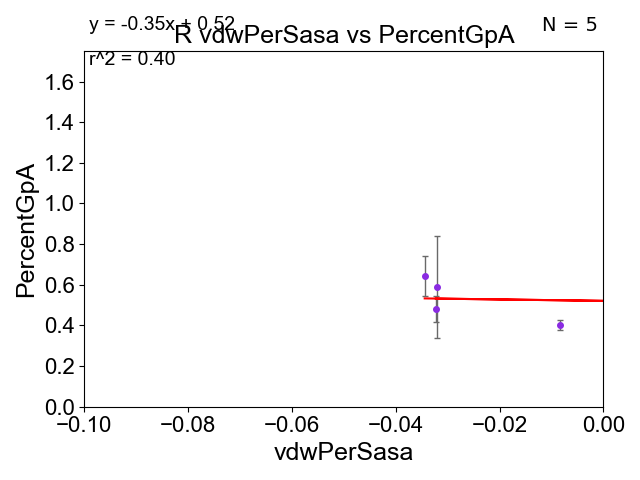 y = -0.35x + 0.52
N = 5
R vdwPerSasa vs PercentGpA
r^2 = 0.40
PercentGpA
1.6
1.4
1.2
1.0
0.8
0.6
0.4
0.2
0.0
−0.10 −0.08 −0.06 −0.04 −0.02 0.00
vdwPerSasa